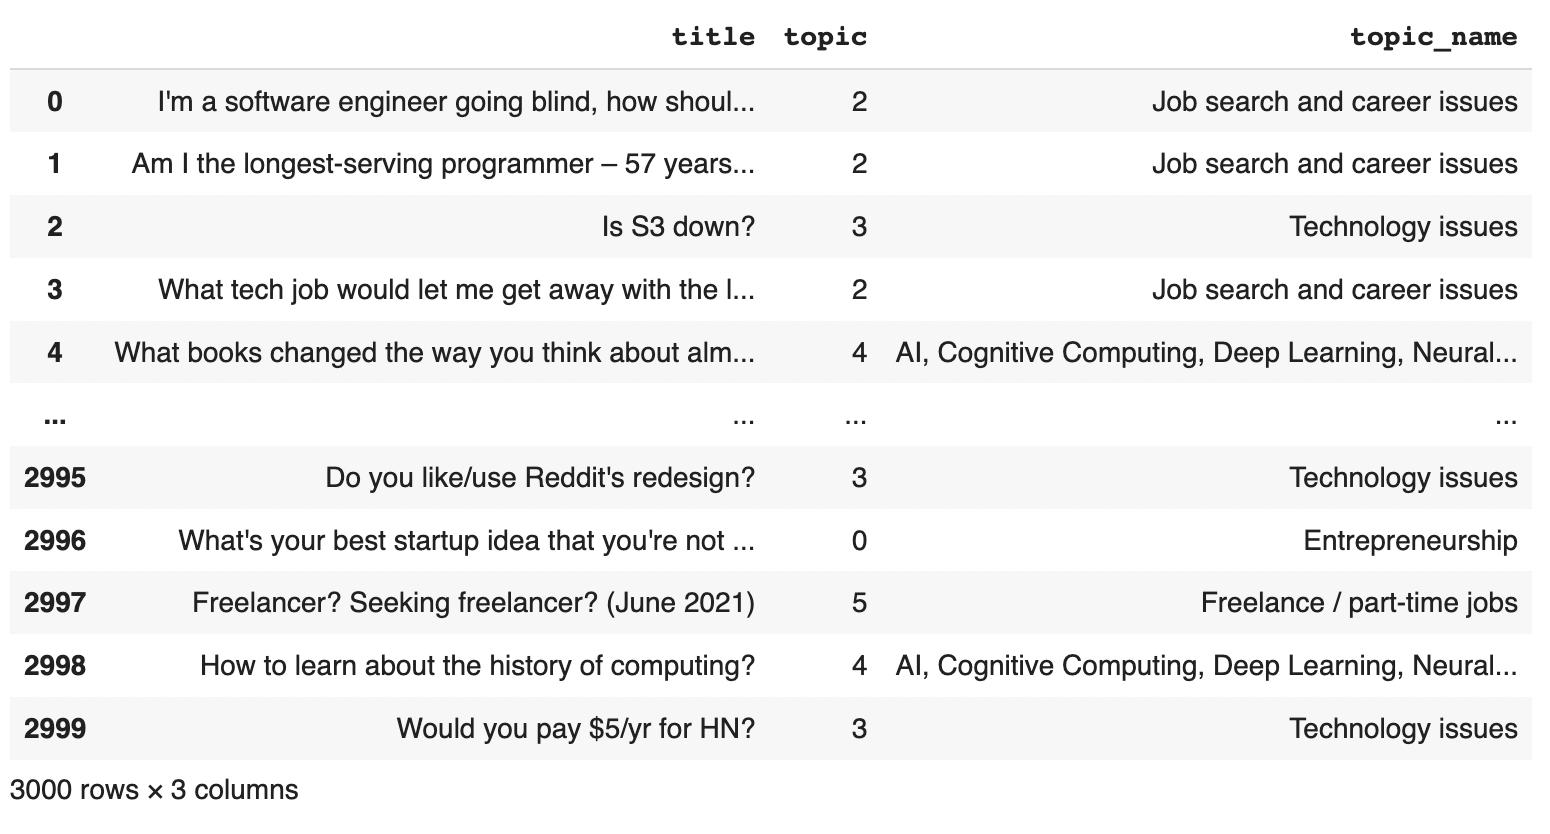 title topic topic_name
0 I'm a software engineer going blind, how shoul... 2 Job search and career issues
1 Am I the longest-serving programmer – 57 years... 2 Job search and career issues
2 Is S3 down? 3 Technology issues
3 What tech job would let me get away with the l... 2 Job search and career issues
4 What books changed the way you think about alm... 4 AI, Cognitive Computing, Deep Learning, Neural...
... ... ... ...
2995 Do you like/use Reddit's redesign? 3 Technology issues
2996 What's your best startup idea that you're not ... 0 Entrepreneurship
2997 Freelancer? Seeking freelancer? (June 2021) 5 Freelance / part-time jobs
2998 How to learn about the history of computing? 4 AI, Cognitive Computing, Deep Learning, Neural...
2999 Would you pay $5/yr for HN? 3 Technology issues
3000 rows × 3 columns